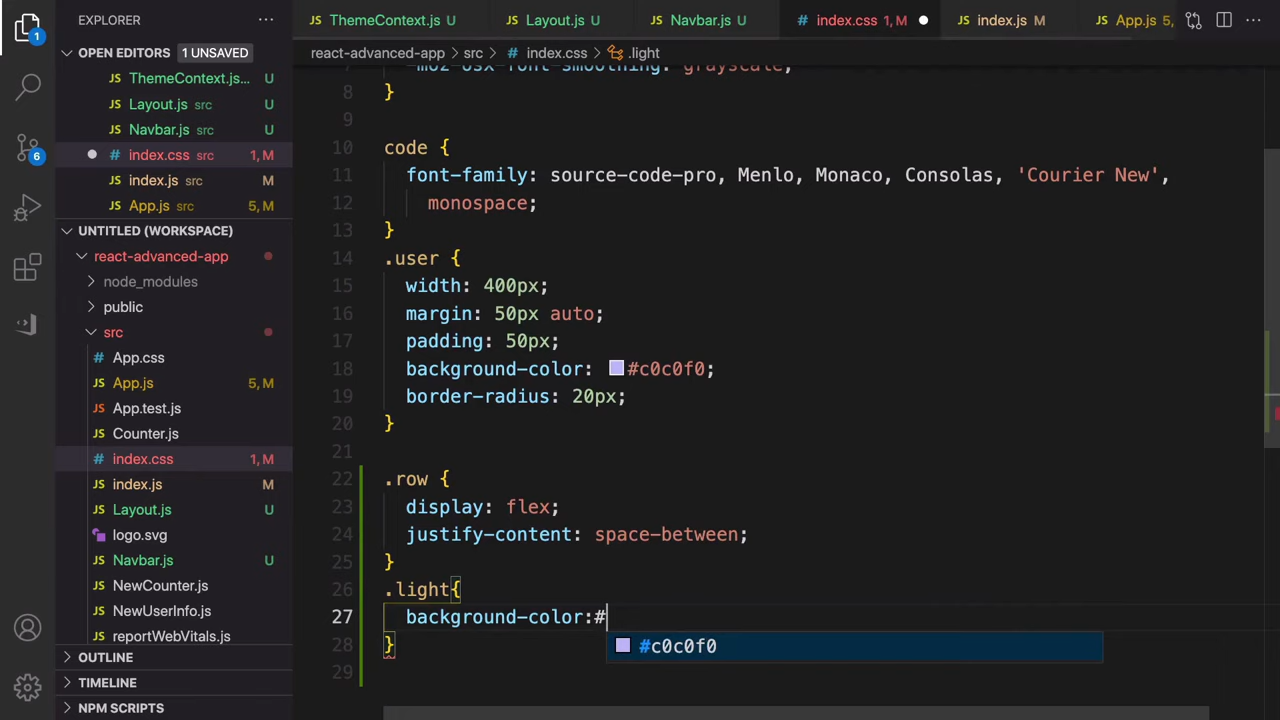 EXPLORER
ThemeContext.js U
Layout.js U
Navbar.js U
index.css 1, M
index.js M
App.js 5,
react-advanced-app src index.css .light
OPEN EDITORS 1 UNSAVED
ThemeContext.js... U
Layout.js src U
Navbar.js src U
index.css src 1, M
index.js src M
App.js src 5, M
UNTITLED (WORKSPACE)
react-advanced-app
node_modules
public
src
App.css
App.js 5, M
App.test.js
Counter.js
index.css 1, M
index.js M
Layout.js U
logo.svg
Navbar.js U
NewCounter.js
NewUserInfo.js
reportWebVitals.js
OUTLINE
TIMELINE
NPM SCRIPTS
1
6
-moz-osx-font-smoothing: grayscale;
8 }
9
10 code {
11 font-family: source-code-pro, Menlo, Monaco, Consolas, 'Courier New',
12 monospace;
13 }
14 .user {
15 width: 400px;
16 margin: 50px auto;
17 padding: 50px;
18 background-color: #c0c0f0;
19 border-radius: 20px;
20 }
21
22 .row {
23 display: flex;
24 justify-content: space-between;
25 }
26 .light{
27 background-color:#
#c0c0f0
28 }
29